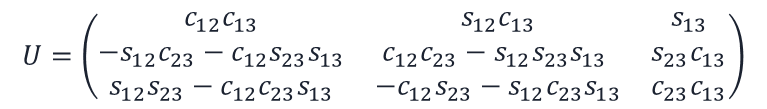 c₁₂c₁₃ s₁₂c₁₃ s₁₃
U = −s₁₂c₂₃ − c₁₂s₂₃s₁₃ c₁₂c₂₃ − s₁₂s₂₃s₁₃ s₂₃c₁₃
s₁₂s₂₃ − c₁₂c₂₃s₁₃ −c₁₂s₂₃ − s₁₂c₂₃s₁₃ c₂₃c₁₃